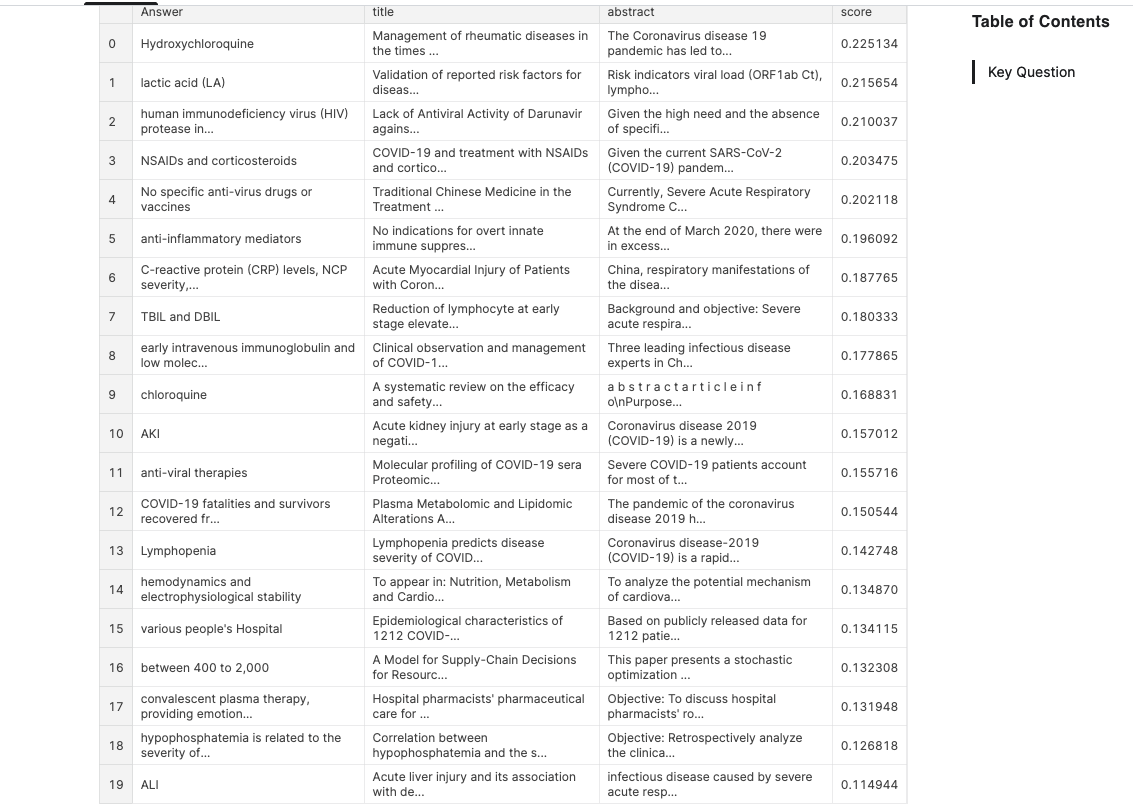 Answer title abstract score
0 Hydroxychloroquine Management of rheumatic diseases in the times ... The Coronavirus disease 19 pandemic has led to... 0.225134
1 lactic acid (LA) Validation of reported risk factors for diseas... Risk indicators viral load (ORF1ab Ct), lympho... 0.215654
2 human immunodeficiency virus (HIV) protease in... Lack of Antiviral Activity of Darunavir agains... Given the high need and the absence of specifi... 0.210037
3 NSAIDs and corticosteroids COVID-19 and treatment with NSAIDs and cortico... Given the current SARS-CoV-2 (COVID-19) pandem... 0.203475
4 No specific anti-virus drugs or vaccines Traditional Chinese Medicine in the Treatment ... Currently, Severe Acute Respiratory Syndrome C... 0.202118
5 anti-inflammatory mediators No indications for overt innate immune suppres... At the end of March 2020, there were in excess... 0.196092
6 C-reactive protein (CRP) levels, NCP severity,... Acute Myocardial Injury of Patients with Coron... China, respiratory manifestations of the disea... 0.187765
7 TBIL and DBIL Reduction of lymphocyte at early stage elevate... Background and objective: Severe acute respira... 0.180333
8 early intravenous immunoglobulin and low molec... Clinical observation and management of COVID-1... Three leading infectious disease experts in Ch... 0.177865
9 chloroquine A systematic review on the efficacy and safety... a b s t r a c t a r t i c l e i n f o\nPurpose... 0.168831
10 AKI Acute kidney injury at early stage as a negati... Coronavirus disease 2019 (COVID-19) is a newly... 0.157012
11 anti-viral therapies Molecular profiling of COVID-19 sera Proteomic... Severe COVID-19 patients account for most of t... 0.155716
12 COVID-19 fatalities and survivors recovered fr... Plasma Metabolomic and Lipidomic Alterations A... The pandemic of the coronavirus disease 2019 h... 0.150544
13 Lymphopenia Lymphopenia predicts disease severity of COVID... Coronavirus disease-2019 (COVID-19) is a rapid... 0.142748
14 hemodynamics and electrophysiological stability To appear in: Nutrition, Metabolism and Cardio... To analyze the potential mechanism of cardiova... 0.134870
15 various people's Hospital Epidemiological characteristics of 1212 COVID-... Based on publicly released data for 1212 patie... 0.134115
16 between 400 to 2,000 A Model for Supply-Chain Decisions for Resourc... This paper presents a stochastic optimization ... 0.132308
17 convalescent plasma therapy, providing emotion... Hospital pharmacists' pharmaceutical care for ... Objective: To discuss hospital pharmacists' ro... 0.131948
18 hypophosphatemia is related to the severity of... Correlation between hypophosphatemia and the s... Objective: Retrospectively analyze the clinica... 0.126818
19 ALI Acute liver injury and its association with de... infectious disease caused by severe acute resp... 0.114944
Table of Contents
Key Question